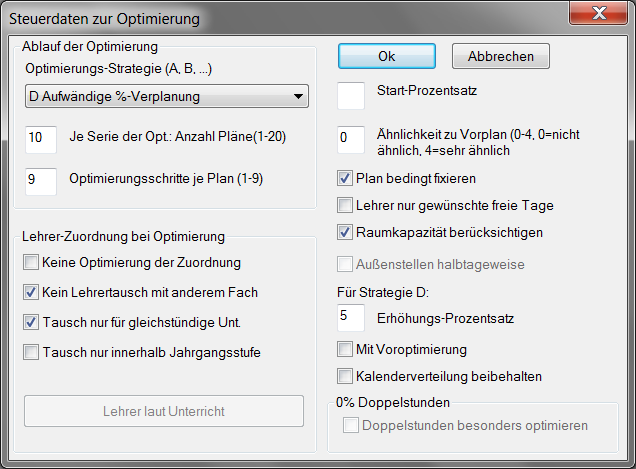 Steuerdaten zur Optimierung
Ablauf der Optimierung
Optimierungs-Strategie (A, B, ...)
D Aufwändige %-Verplanung
10 Je Serie der Opt.: Anzahl Pläne(1-20)
9 Optimierungsschritte je Plan (1-9)
Lehrer-Zuordnung bei Optimierung
Keine Optimierung der Zuordnung
Kein Lehrertausch mit anderem Fach
Tausch nur für gleichstündige Unt.
Tausch nur innerhalb Jahrgangsstufe
Lehrer laut Unterricht
Ok Abbrechen
Start-Prozentsatz
0 Ähnlichkeit zu Vorplan (0-4, 0=nicht
ähnlich, 4=sehr ähnlich
Plan bedingt fixieren
Lehrer nur gewünschte freie Tage
Raumkapazität berücksichtigen
Außenstellen halbtageweise
Für Strategie D:
5 Erhöhungs-Prozentsatz
Mit Voroptimierung
Kalenderverteilung beibehalten
0% Doppelstunden
Doppelstunden besonders optimieren